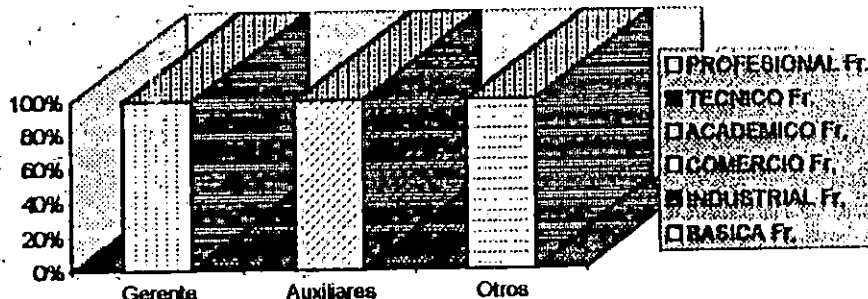 100%
80%
60%
40%
20%
0%
Gerente
Auxiliares
Otros
PROFESIONAL Fr.
TECNICO Fr.
ACADEMICO Fr.
COMERCIO Fr.
INDUSTRIAL Fr.
BASICA Fr.